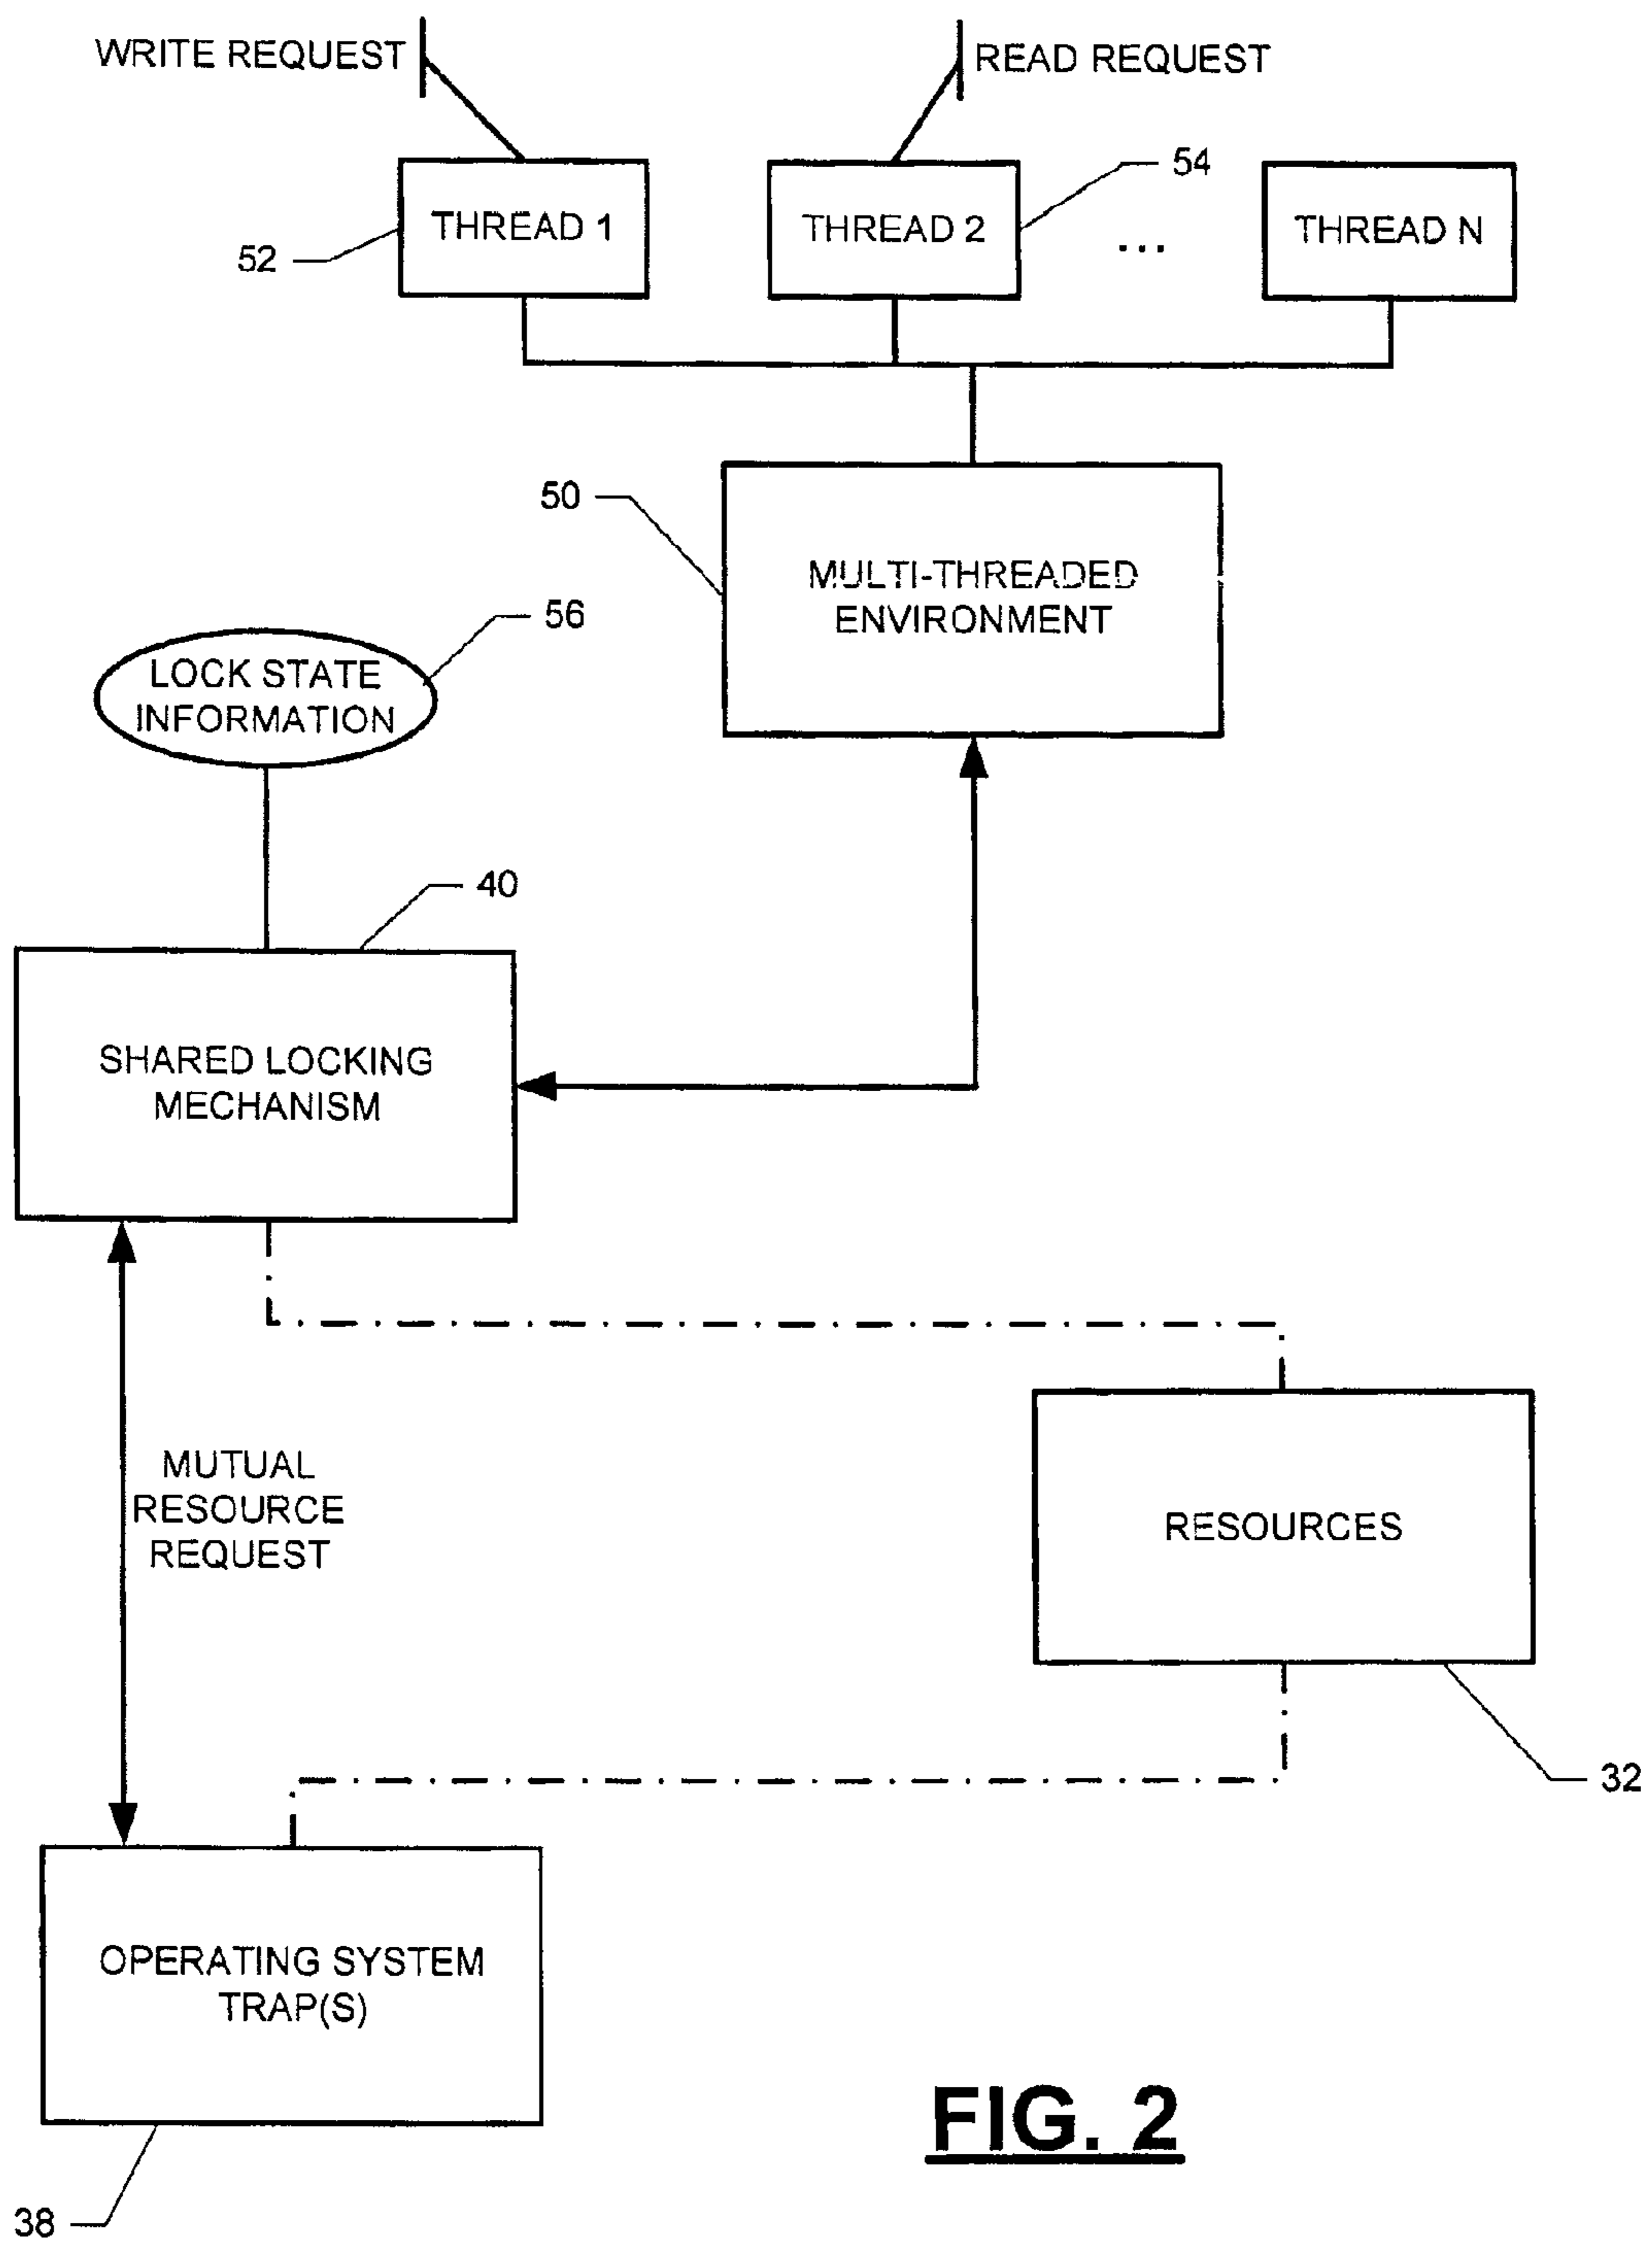 WRITE REQUEST
READ REQUEST
54
THREAD 1
THREAD 2
...
THREAD N
52
50
MULTI-THREADED
ENVIRONMENT
56
LOCK STATE
INFORMATION
40
SHARED LOCKING
MECHANISM
MUTUAL
RESOURCE
REQUEST
RESOURCES
32
OPERATING SYSTEM
TRAP(S)
FIG. 2
38